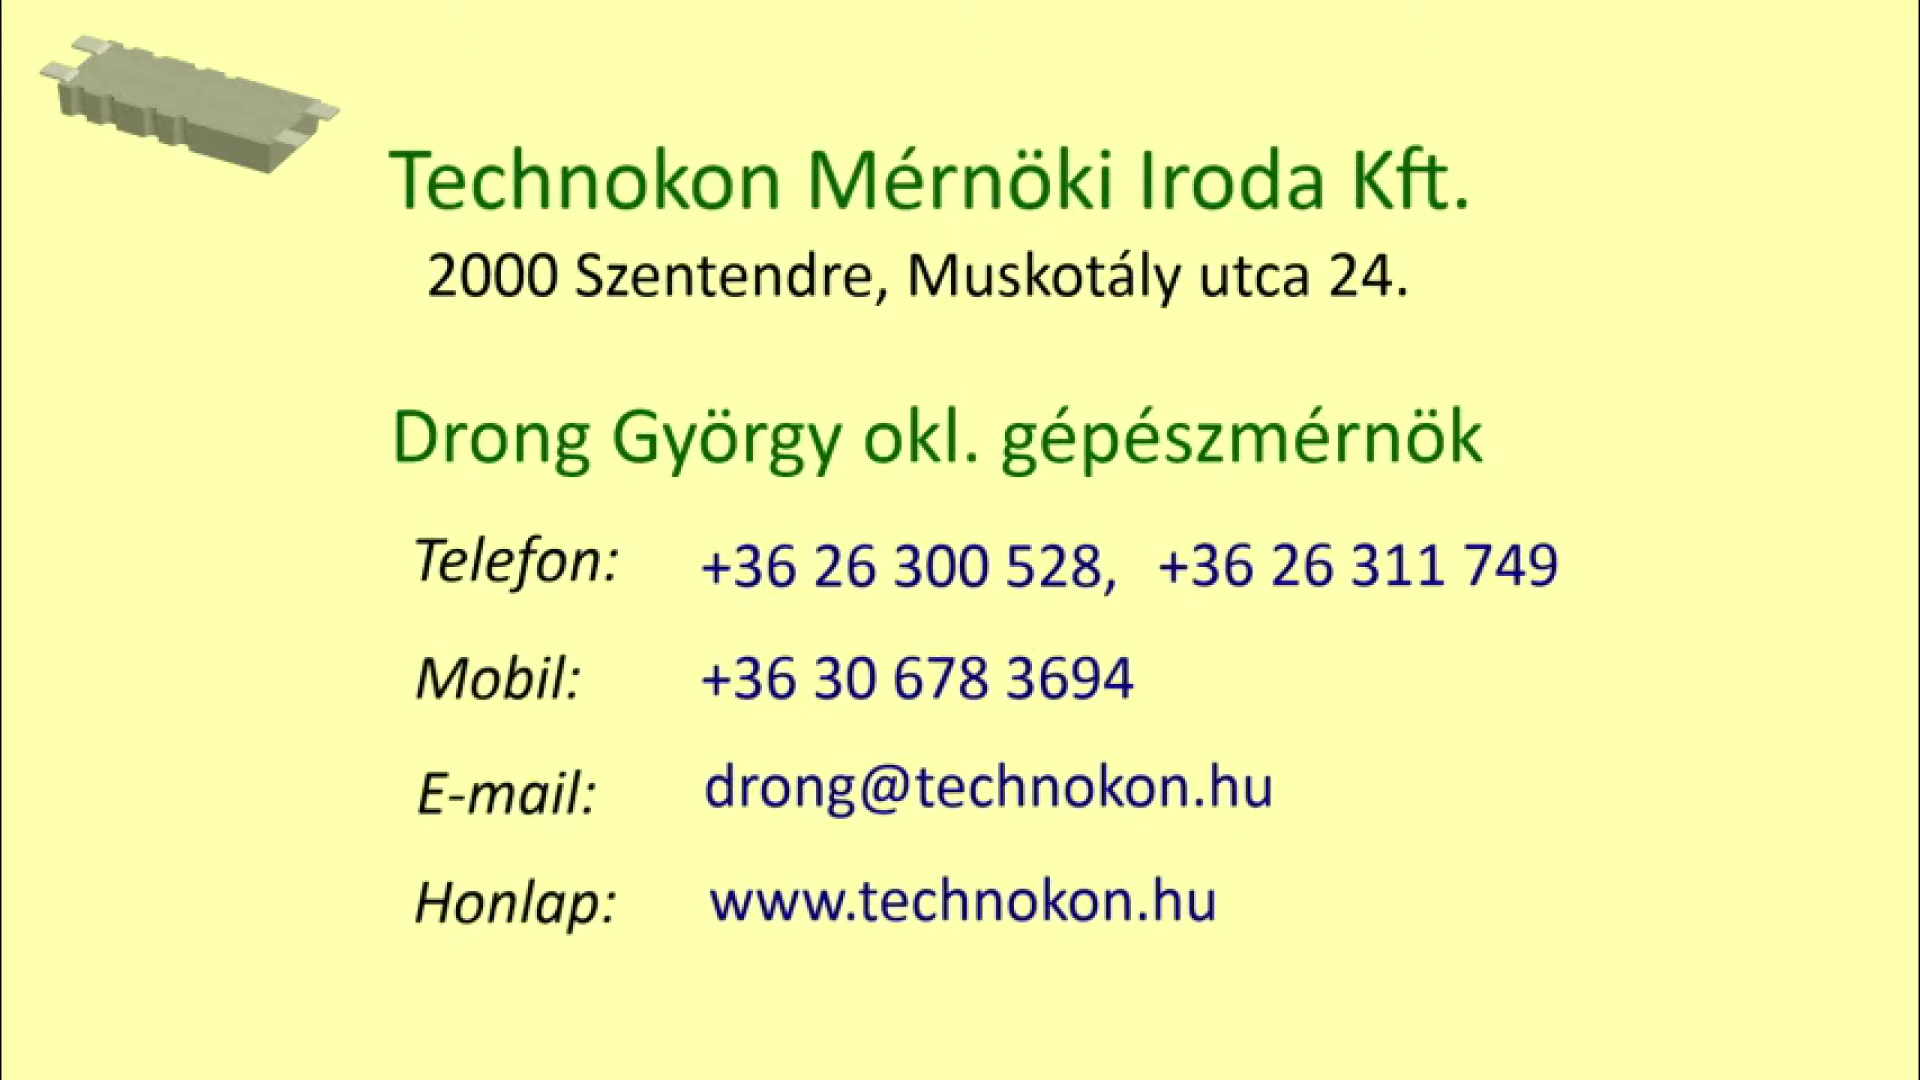 Technokon Mérnöki Iroda Kft.
2000 Szentendre, Muskotály utca 24.
Drong György okl. gépészmérnök
Telefon: +36 26 300 528, +36 26 311 749
Mobil: +36 30 678 3694
E-mail: drong@technokon.hu
Honlap: www.technokon.hu